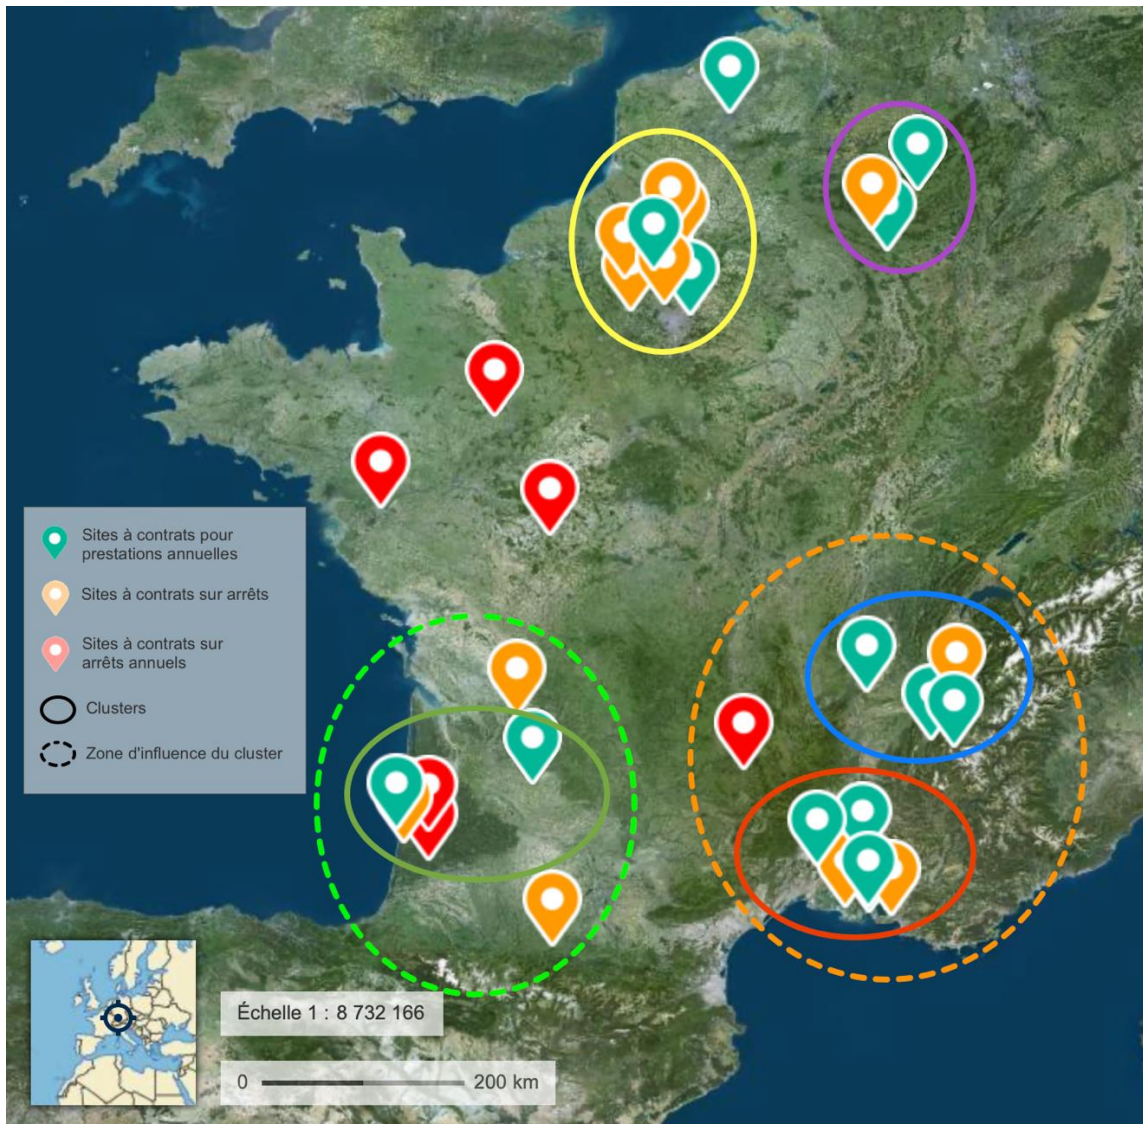 Sites à contrats pour
prestations annuelles
Sites à contrats sur arrêts
Sites à contrats sur
arrêts annuels
Clusters
Zone d'influence du cluster
Échelle 1 : 8 732 166
0 200 km